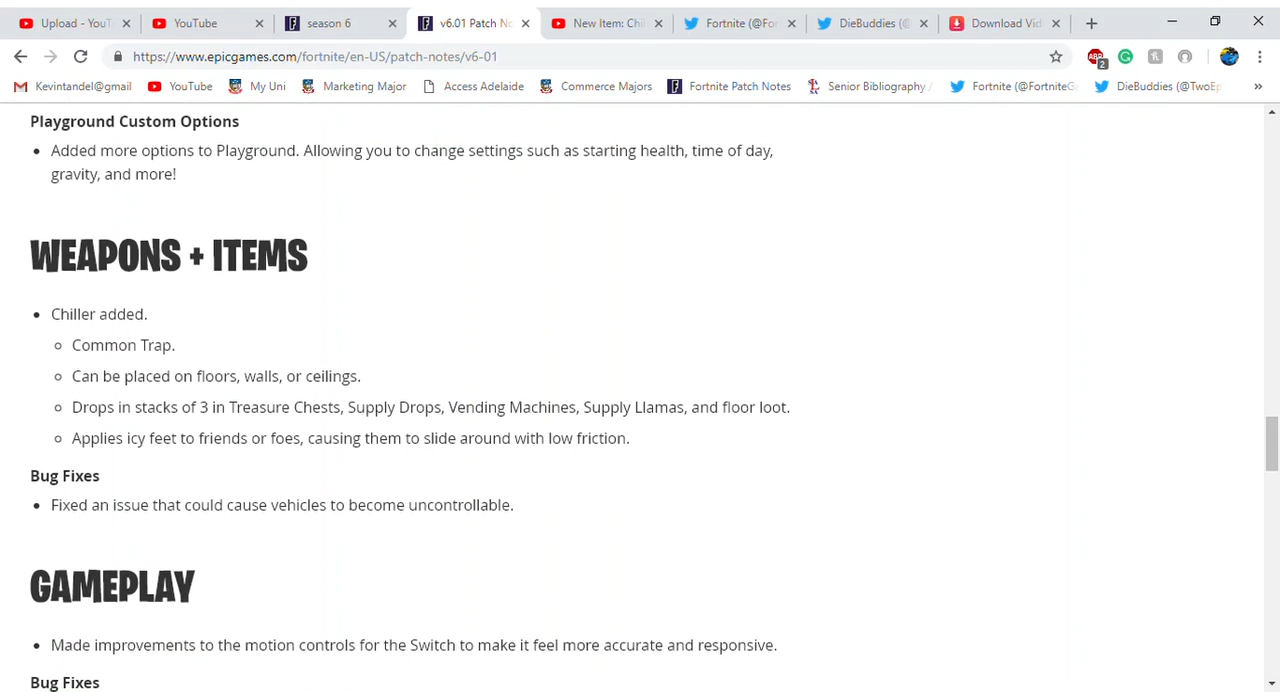 Upload - YouT
YouTube
season 6
v6.01 Patch No
New Item: Chil
Fortnite (@For
DieBuddies (@
Download Vid
https://www.epicgames.com/fortnite/en-US/patch-notes/v6-01
ABP
2
Kevintandel@gmail
YouTube
My Uni
Marketing Major
Access Adelaide
Commerce Majors
Fortnite Patch Notes
Senior Bibliography /
Fortnite (@FortniteG
DieBuddies (@TwoEp
»
Playground Custom Options
• Added more options to Playground. Allowing you to change settings such as starting health, time of day,
gravity, and more!
WEAPONS + ITEMS
• Chiller added.
Common Trap.
Can be placed on floors, walls, or ceilings.
Drops in stacks of 3 in Treasure Chests, Supply Drops, Vending Machines, Supply Llamas, and floor loot.
Applies icy feet to friends or foes, causing them to slide around with low friction.
Bug Fixes
• Fixed an issue that could cause vehicles to become uncontrollable.
GAMEPLAY
• Made improvements to the motion controls for the Switch to make it feel more accurate and responsive.
Bug Fixes